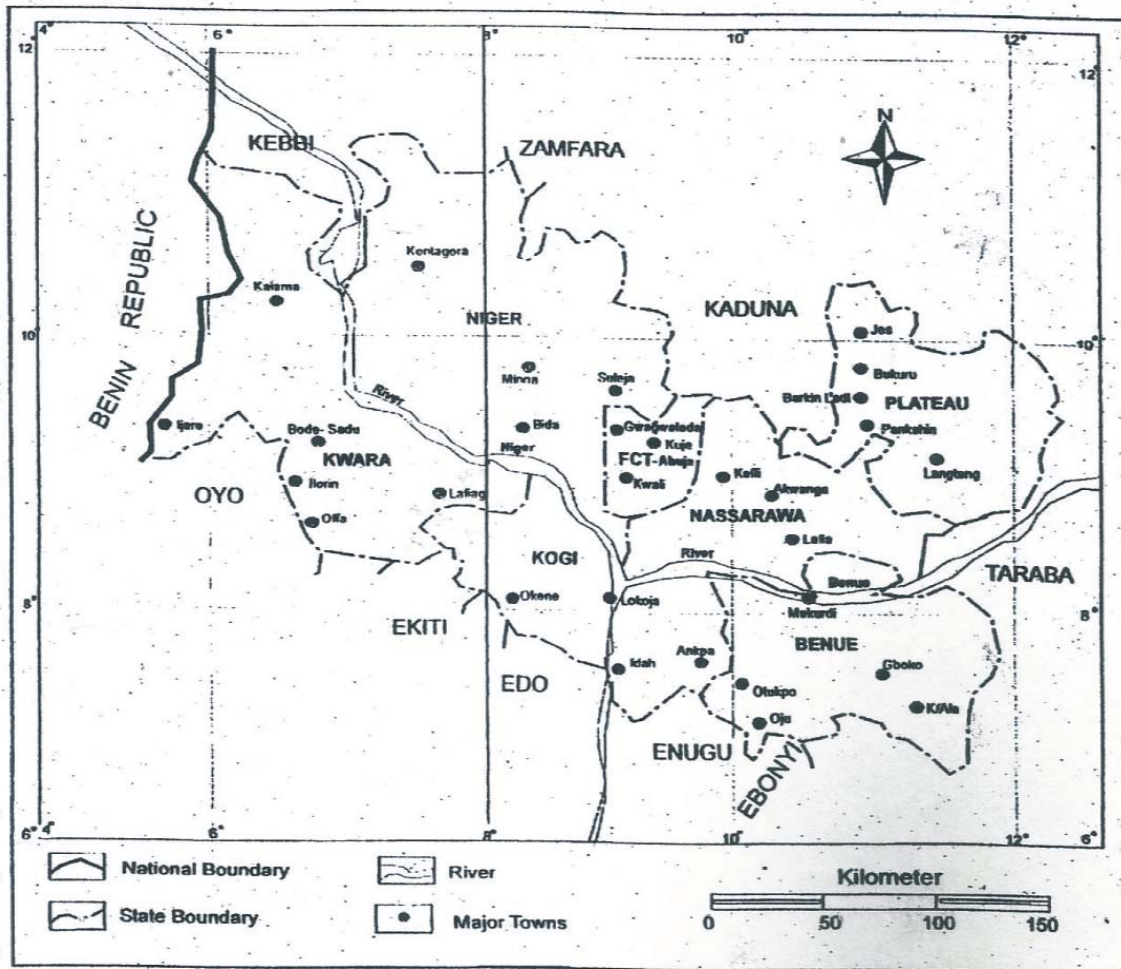 4° 6° 8° 10° 12°
12° 12°
N
KEBBI
ZAMFARA
BENIN REPUBLIC
Kontagora
Kaiama
NIGER
KADUNA
10° 10°
Jos
Minna
Suleja
Bukuru
River
Barkin Ladi
PLATEAU
Bode-Sadu
Bida
Gwagwalada
Pankshin
Kuje
KWARA
Niger
FCT-Abuja
Langtang
Ilorin
Kwali
Keffi
OYO
Lafiag
Akwanga
Offa
NASSARAWA
Lafia
KOGI
River
Benue
TARABA
Okene
Lokoja
Makurdi
8° 8°
EKITI
BENUE
Idah
Ankpa
Gboko
EDO
Otukpo
K/Ala
Oju
ENUGU
EBONYI
6° 4° 6° 8° 10° 12° 6°
National Boundary
River
Kilometer
State Boundary
Major Towns
0 50 100 150